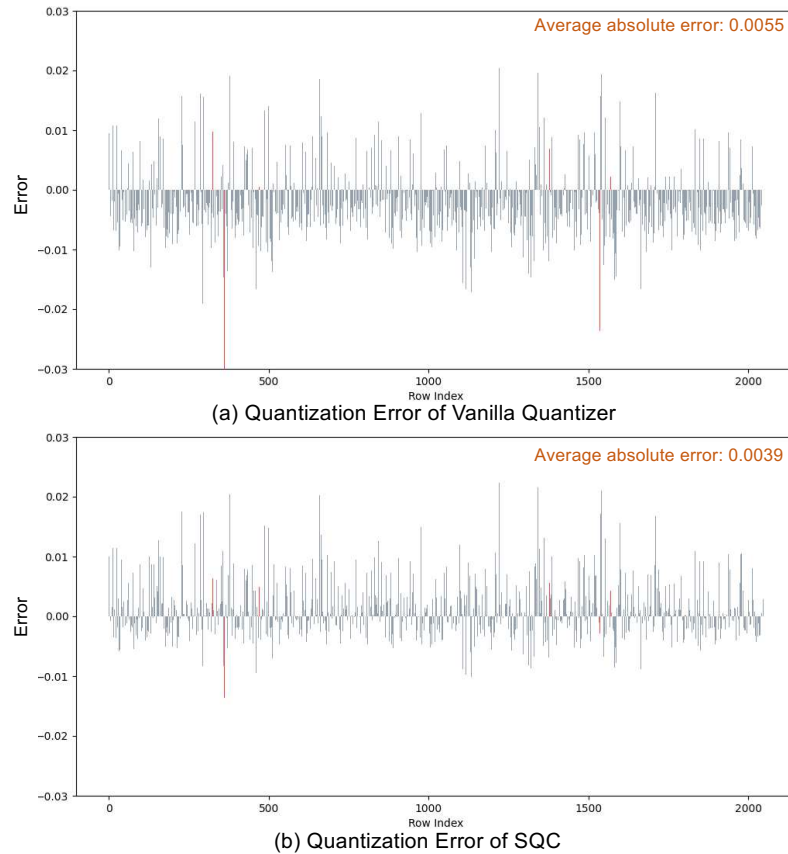 0.03
Average absolute error: 0.0055
0.02
0.01
0.00
Error
-0.01
-0.02
-0.03
0 500 1000 1500 2000
Row Index
(a) Quantization Error of Vanilla Quantizer
0.03
Average absolute error: 0.0039
0.02
0.01
0.00
Error
-0.01
-0.02
-0.03
0 500 1000 1500 2000
Row Index
(b) Quantization Error of SQC